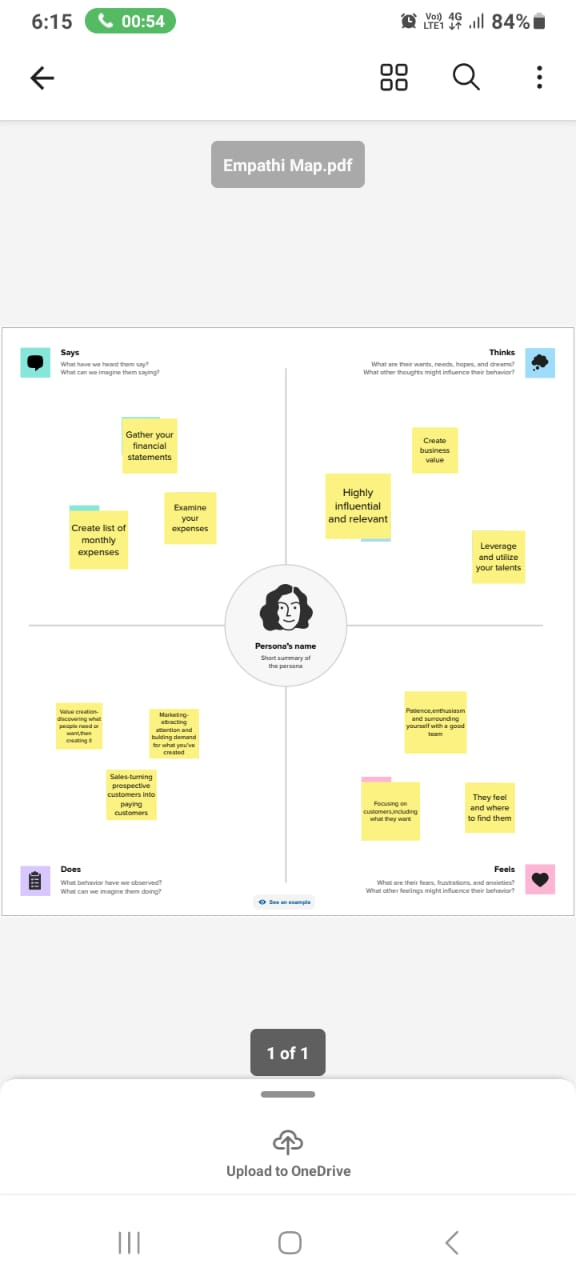 6:15
00:54
Vo)) 4G
LTE1
84%
Empathi Map.pdf
Says
What have we heard them say?
What can we imagine them saying?
Thinks
What are their wants, needs, hopes, and dreams?
What other thoughts might influence their behavior?
Gather your
financial
statements
Create list of
monthly
expenses
Examine
your
expenses
Create
business
value
Highly
influential
and relevant
Leverage
and utilize
your talents
Persona's name
Short summary of
the persona
Value creation-
discovering what
people need or
want,then
creating it
Marketing-
attracting
attention and
bulding demand
for what you've
created
Sales-turning
prospective
customers into
paying
customers
Patience,enthusiasm
and surrounding
yourself with a good
team
Focusing on
customers,including
what they want
They feel
and where
to find them
Does
What behavior have we observed?
What can we imagine them doing?
Feels
What are their fears, frustrations, and anxieties?
What other feelings might influence their behavior?
See an example
1 of 1
Upload to OneDrive